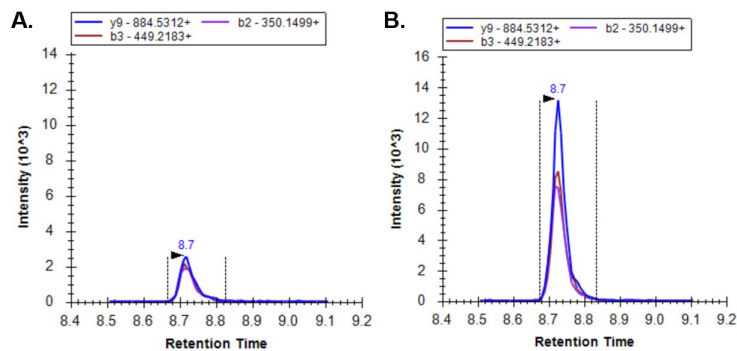 A.
y9 - 884.5312+ b2 - 350.1499+
b3 - 449.2183+
14
12
10
8
6
4
2
0
Intensity (10^3)
8.7
8.4 8.5 8.6 8.7 8.8 8.9 9.0 9.1 9.2
Retention Time
B.
y9 - 884.5312+ b2 - 350.1499+
b3 - 449.2183+
16
14
12
10
8
6
4
2
0
Intensity (10^3)
8.7
8.4 8.5 8.6 8.7 8.8 8.9 9.0 9.1 9.2
Retention Time